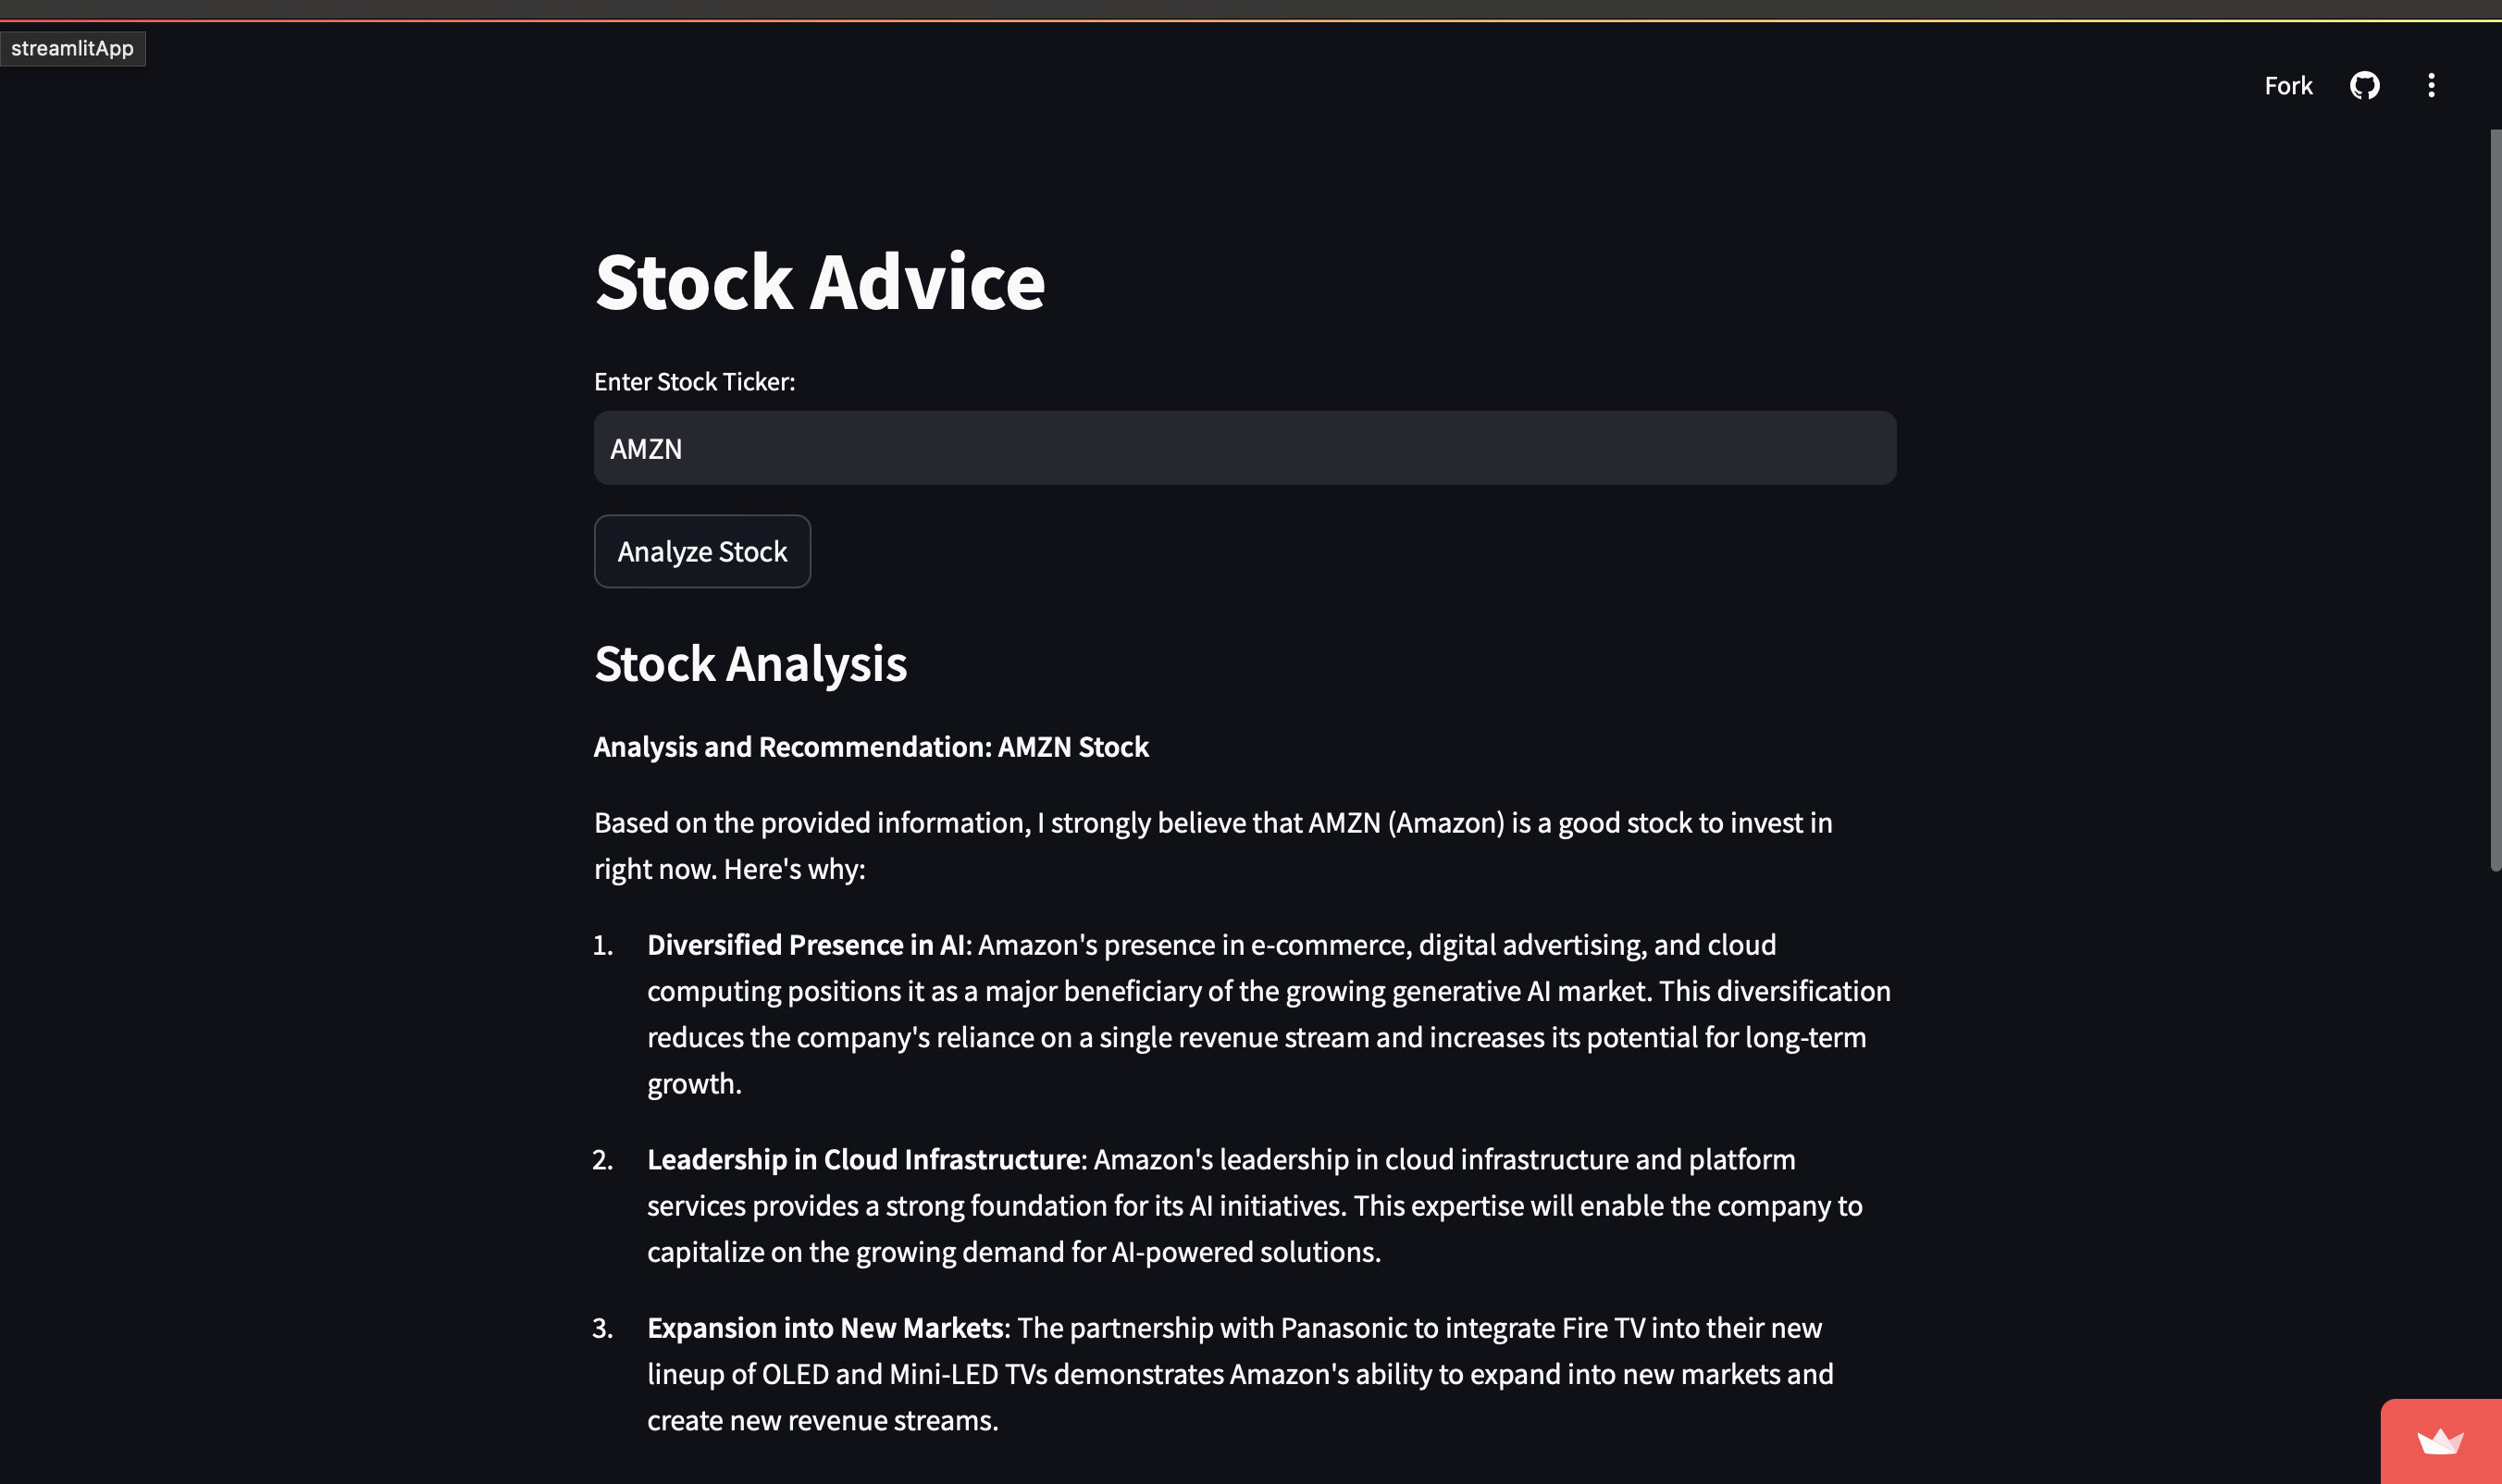 streamlitApp
Fork
Stock Advice
Enter Stock Ticker:
AMZN
Analyze Stock
Stock Analysis
Analysis and Recommendation: AMZN Stock
Based on the provided information, I strongly believe that AMZN (Amazon) is a good stock to invest in
right now. Here's why:
1. Diversified Presence in AI: Amazon's presence in e-commerce, digital advertising, and cloud
computing positions it as a major beneficiary of the growing generative AI market. This diversification
reduces the company's reliance on a single revenue stream and increases its potential for long-term
growth.
2. Leadership in Cloud Infrastructure: Amazon's leadership in cloud infrastructure and platform
services provides a strong foundation for its AI initiatives. This expertise will enable the company to
capitalize on the growing demand for AI-powered solutions.
3. Expansion into New Markets: The partnership with Panasonic to integrate Fire TV into their new
lineup of OLED and Mini-LED TVs demonstrates Amazon's ability to expand into new markets and
create new revenue streams.